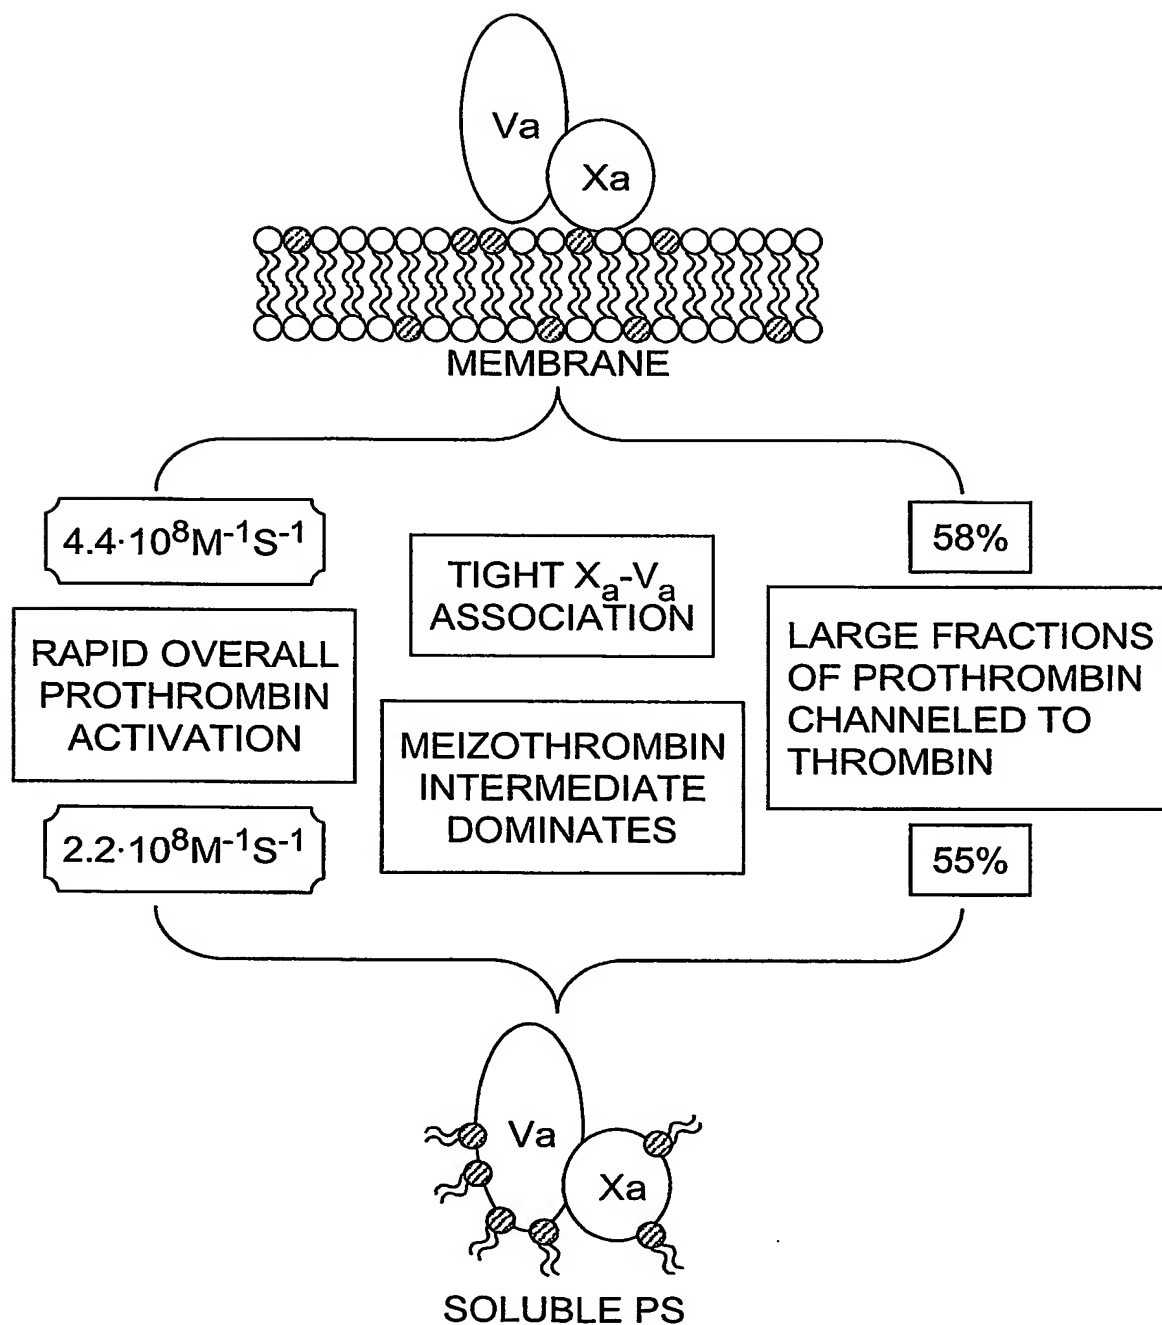 Va
Xa
MEMBRANE
4.4·10⁸M⁻¹S⁻¹
58%
TIGHT Xₐ-Vₐ
ASSOCIATION
RAPID OVERALL
PROTHROMBIN
ACTIVATION
LARGE FRACTIONS
OF PROTHROMBIN
CHANNELED TO
THROMBIN
MEIZOTHROMBIN
INTERMEDIATE
DOMINATES
2.2·10⁸M⁻¹S⁻¹
55%
Va
Xa
SOLUBLE PS